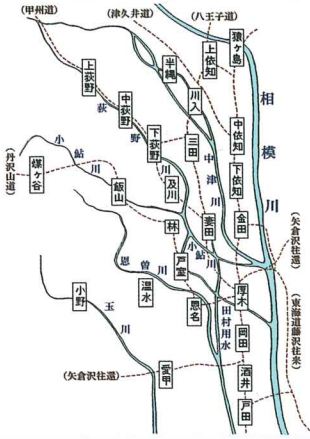 (甲州道)
(津久井道)
(八王子道)
猿ヶ島
上依知
半縄
川入
上荻野
中荻野
下荻野
荻野川
相模川
中津川
三田
中依知
下依知
小鮎川
(丹沢山道)
煤ヶ谷
飯山
及川
妻田
金田
林
小鮎川
戸室
(矢倉沢往還)
恩曽川
温水
恩名
厚木
田村用水
岡田
(東海道藤沢往来)
小野
玉川
(矢倉沢往還)
愛甲
酒井
戸田